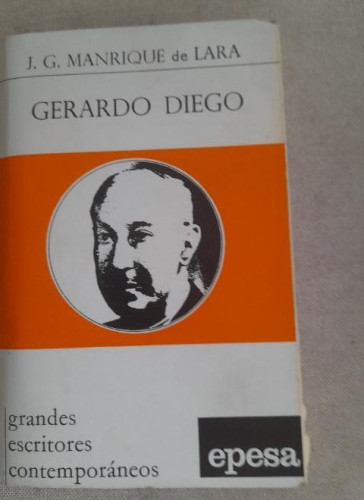 J. G. MANRIQUE de LARA
GERARDO DIEGO
grandes
escritores
contemporáneos
epesa